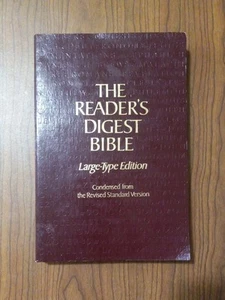 THE
READER'S
DIGEST
BIBLE
Large-Type Edition
Condensed from
the Revised Standard Version